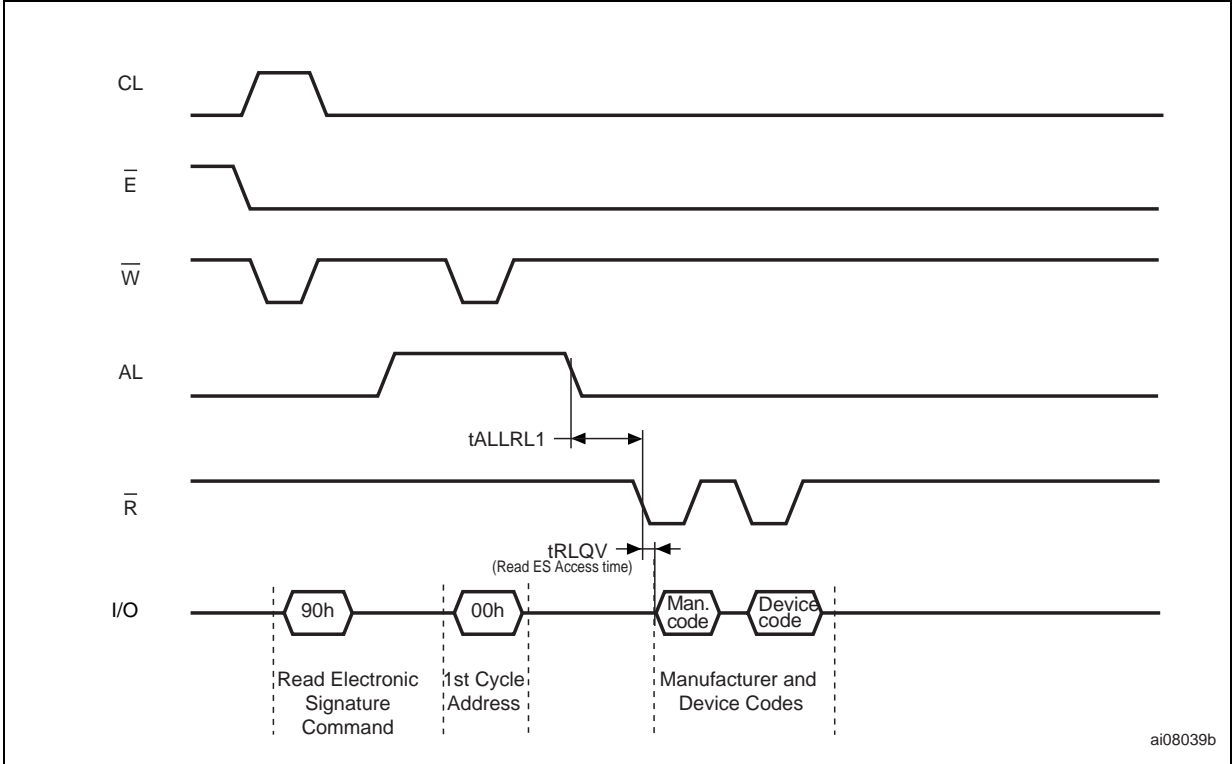 CL
E
W
AL
tALLRL1
R
tRLQV
(Read ES Access time)
I/O
90h
00h
Man.
code
Device
code
Read Electronic
Signature
Command
1st Cycle
Address
Manufacturer and
Device Codes
ai08039b